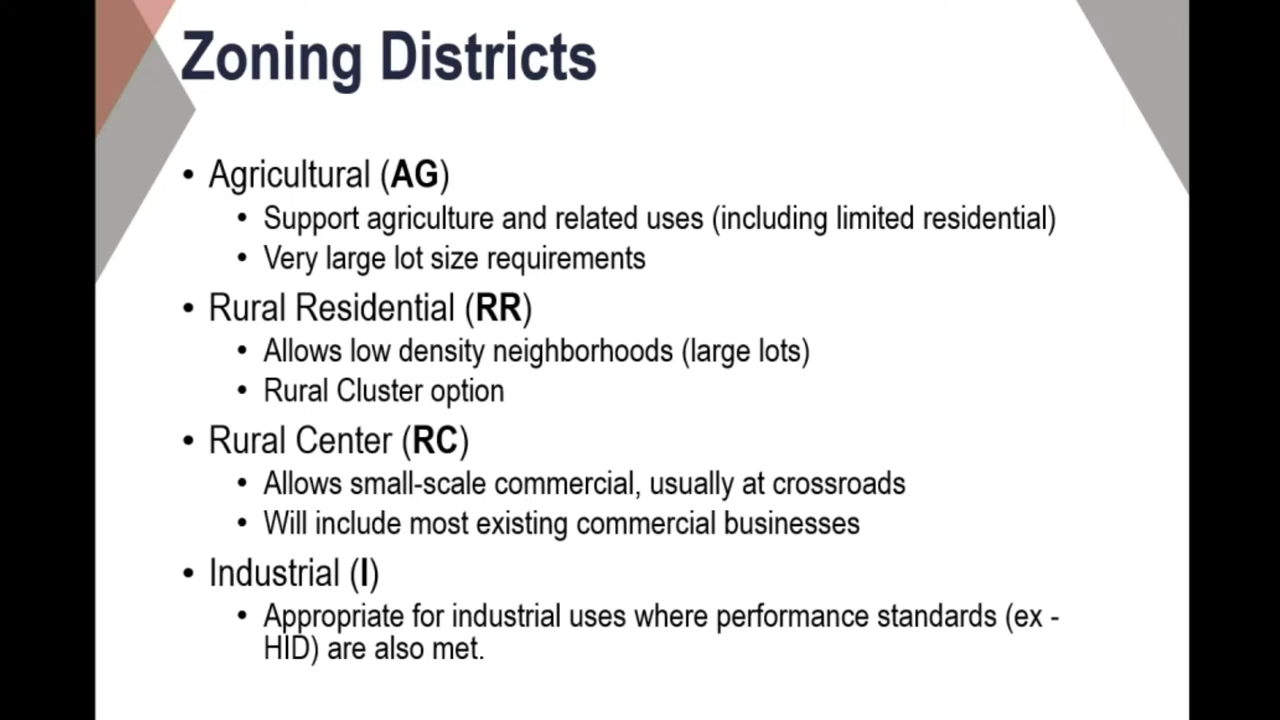 Zoning Districts
• Agricultural (AG)
• Support agriculture and related uses (including limited residential)
• Very large lot size requirements
• Rural Residential (RR)
• Allows low density neighborhoods (large lots)
• Rural Cluster option
• Rural Center (RC)
• Allows small-scale commercial, usually at crossroads
• Will include most existing commercial businesses
• Industrial (I)
• Appropriate for industrial uses where performance standards (ex -
HID) are also met.